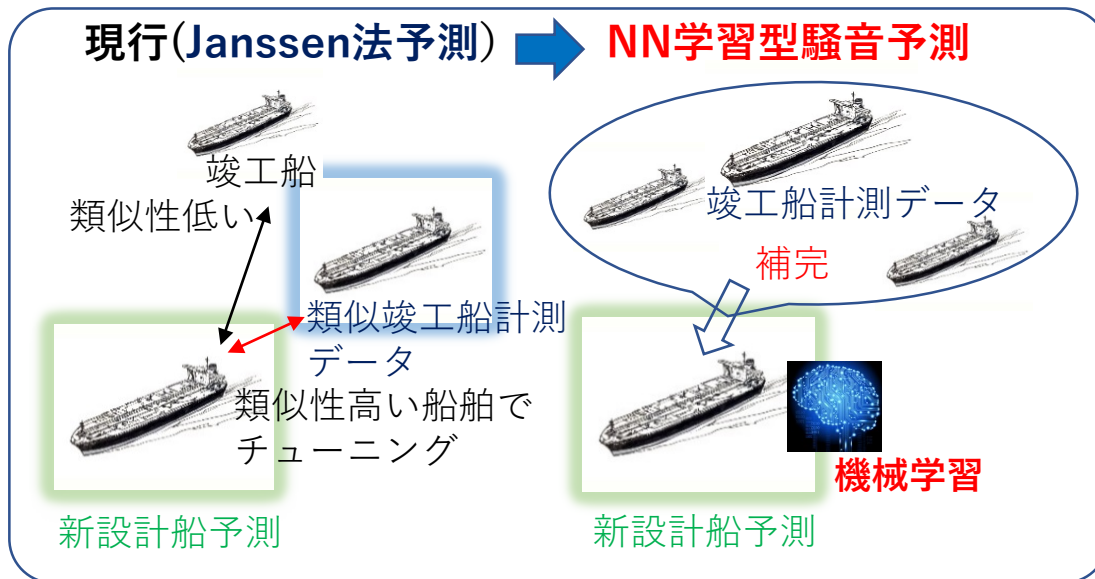 現行(Janssen法予測)
竣工船
類似性低い
類似竣工船計測
データ
類似性高い船舶で
チューニング
新設計船予測
NN学習型騒音予測
竣工船計測データ
補完
機械学習
新設計船予測